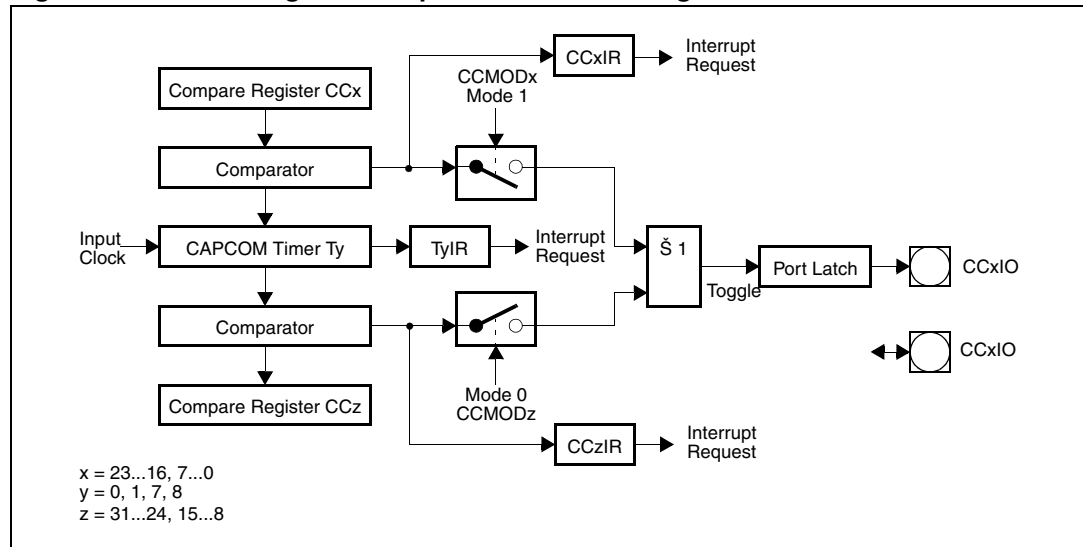 CCxIR
Interrupt
Request
CCMODx
Mode 1
Compare Register CCx
Comparator
Input
Clock
CAPCOM Timer Ty
TyIR
Interrupt
Request
Š 1
Toggle
Port Latch
CCxIO
Comparator
CCxIO
Compare Register CCz
Mode 0
CCMODz
CCzIR
Interrupt
Request
x = 23...16, 7...0
y = 0, 1, 7, 8
z = 31...24, 15...8